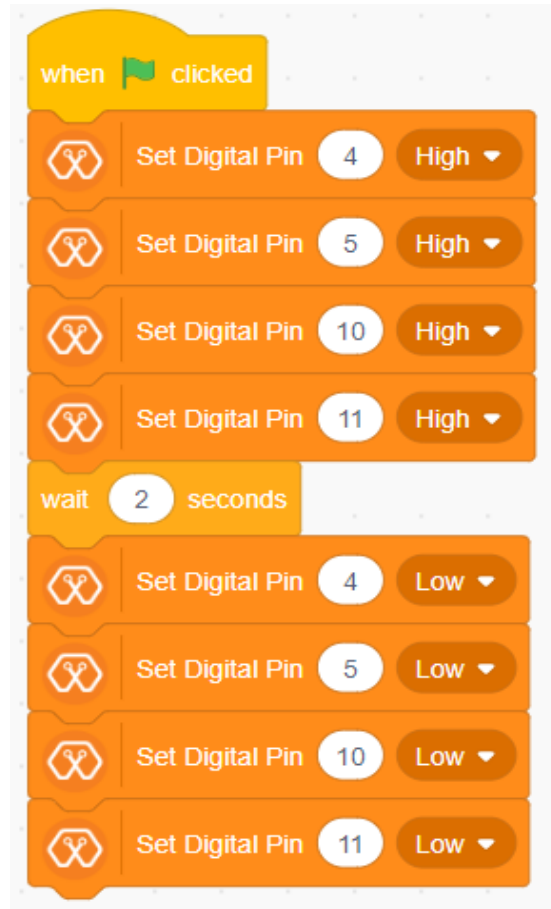 when clicked
Set Digital Pin 4 High
Set Digital Pin 5 High
Set Digital Pin 10 High
Set Digital Pin 11 High
wait 2 seconds
Set Digital Pin 4 Low
Set Digital Pin 5 Low
Set Digital Pin 10 Low
Set Digital Pin 11 Low